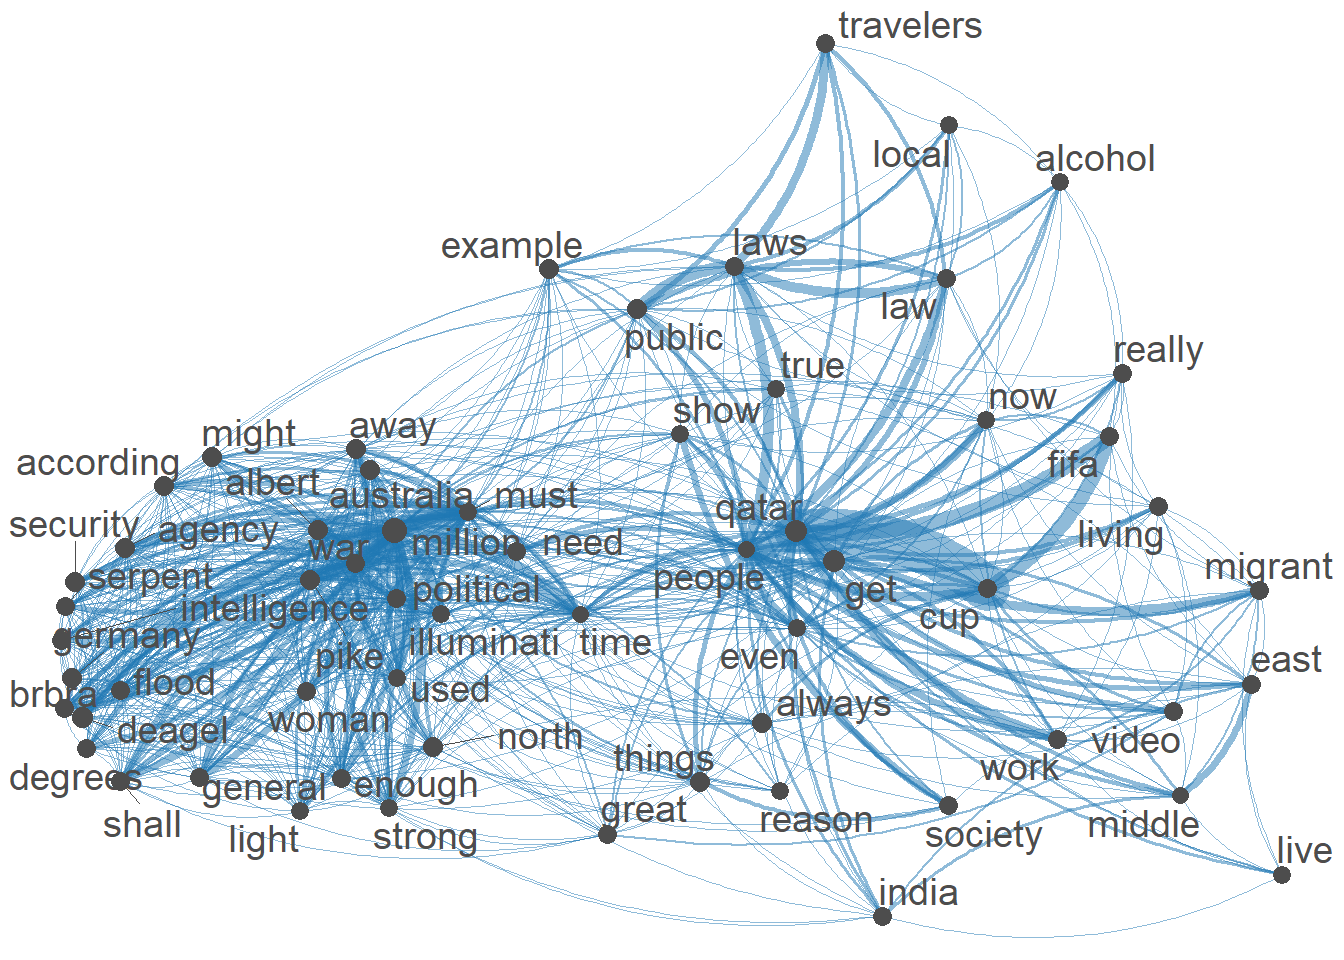 travelers
local
alcohol
example
laws
law
public
really
true
now
show
away
might
fifa
according
albert
australia
must
qatar
security
agency
living
war
million
need
serpent
people
migrant
political
get
intelligence
cup
ermany
illuminati
time
pike
even
east
flood
used
brbra
woman
always
deagel
north
video
things
work
degrees
general
enough
great
shall
reason
middle
light
strong
society
live
india